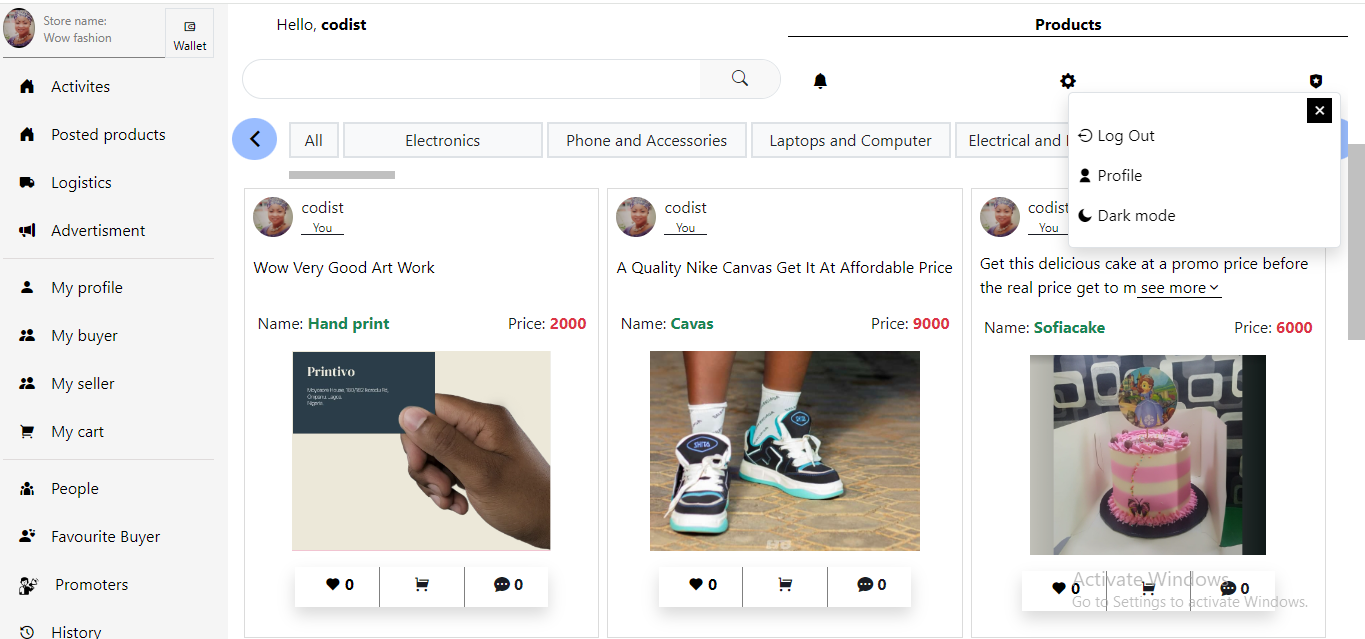 Store name:
Wow fashion
Wallet
Activites
Posted products
Logistics
Advertisment
My profile
My buyer
My seller
My cart
People
Favourite Buyer
Promoters
History
Hello, codist
Products
All
Electronics
Phone and Accessories
Laptops and Computer
Electrical and
Log Out
Profile
Dark mode
codist
You
Wow Very Good Art Work
Name: Hand print
Price: 2000
Printivo
Nigeria.
0
0
codist
You
A Quality Nike Canvas Get It At Affordable Price
Name: Cavas
Price: 9000
0
0
codist
You
Get this delicious cake at a promo price before
the real price get to m see more
Name: Sofiacake
Price: 6000
0
0
Activate Windows
Go to Settings to activate Windows.